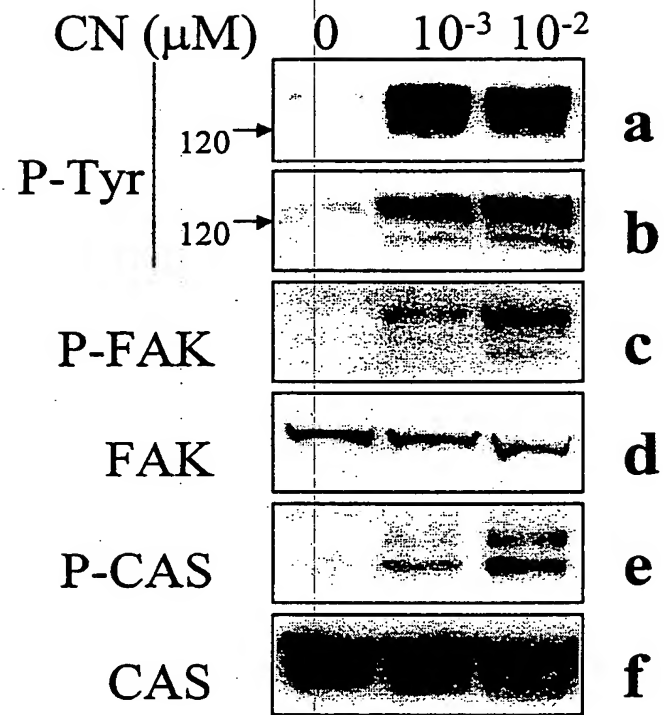 CN (μM) 0 10⁻³ 10⁻²
120 a
P-Tyr
120 b
P-FAK c
FAK d
P-CAS e
CAS f